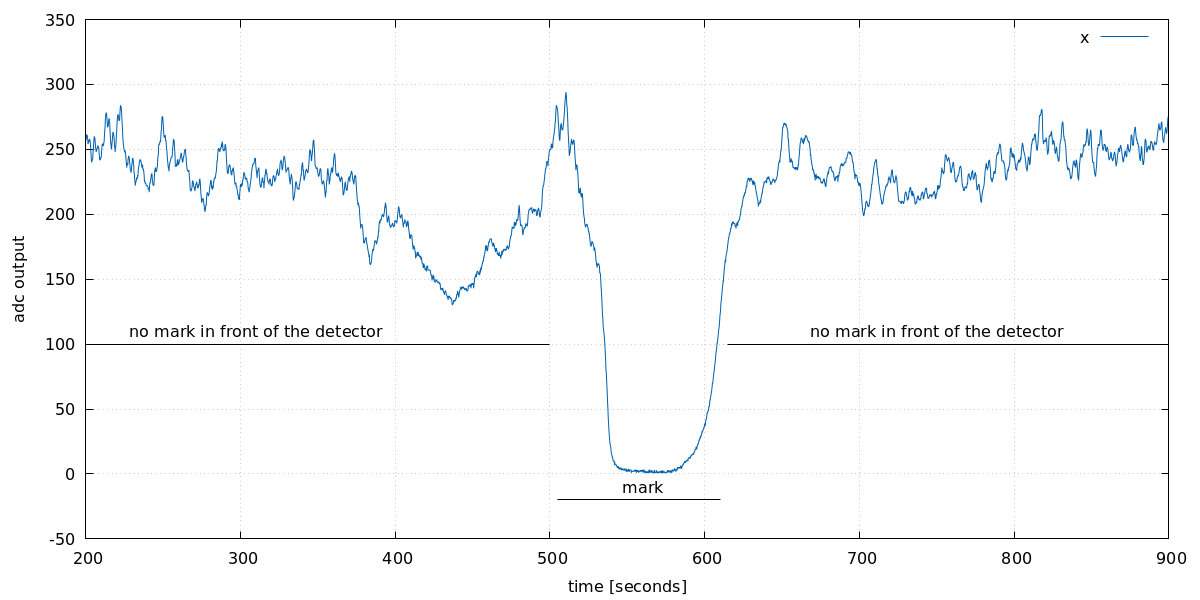 350
300
250
200
150
100
50
0
-50
adc output
x
no mark in front of the detector
no mark in front of the detector
mark
200 300 400 500 600 700 800 900
time [seconds]